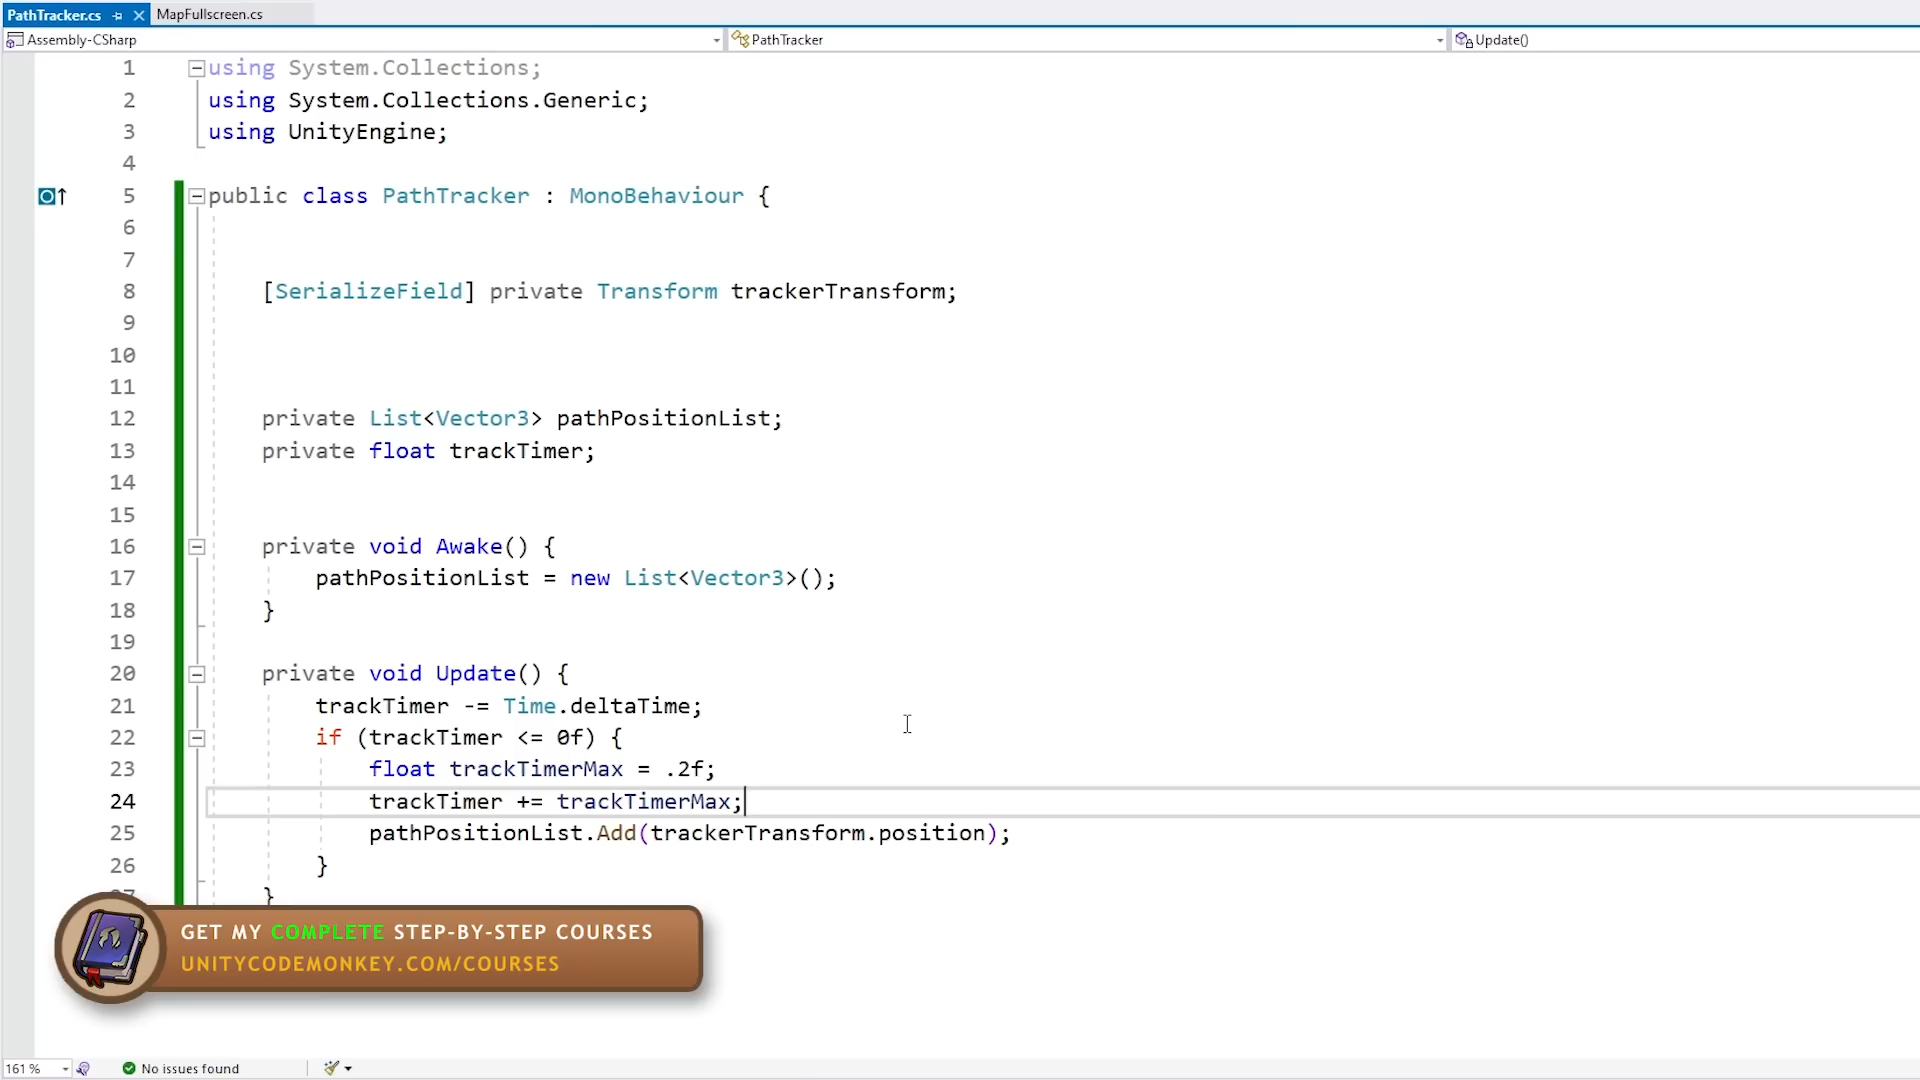 PathTracker.cs
MapFullscreen.cs
Assembly-CSharp
PathTracker
Update()
1 using System.Collections;
2 using System.Collections.Generic;
3 using UnityEngine;
4
5 public class PathTracker : MonoBehaviour {
6
7
8 [SerializeField] private Transform trackerTransform;
9
10
11
12 private List<Vector3> pathPositionList;
13 private float trackTimer;
14
15
16 private void Awake() {
17 pathPositionList = new List<Vector3>();
18 }
19
20 private void Update() {
21 trackTimer -= Time.deltaTime;
22 if (trackTimer <= 0f) {
23 float trackTimerMax = .2f;
24 trackTimer += trackTimerMax;
25 pathPositionList.Add(trackerTransform.position);
26 }
27 }
GET MY COMPLETE STEP-BY-STEP COURSES
UNITYCODEMONKEY.COM/COURSES
161 %
No issues found